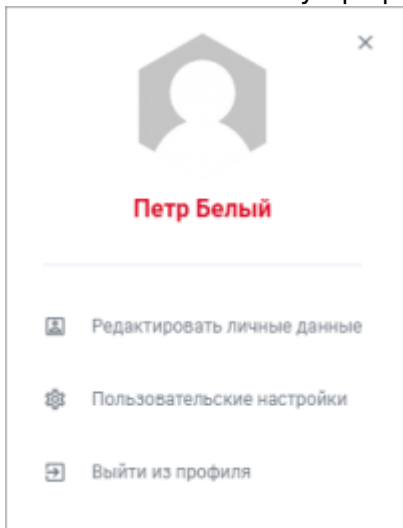 Петр Белый
Редактировать личные данные
Пользовательские настройки
Выйти из профиля